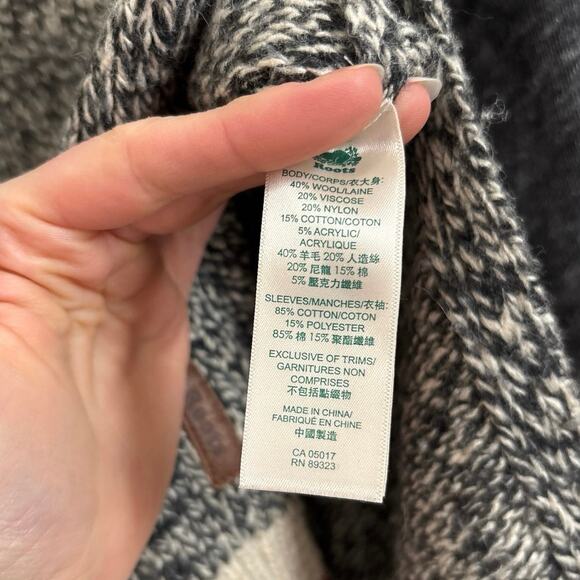 Roots
BODY/CORPS/衣大身:
40% WOOL/LAINE
20% VISCOSE
20% NYLON
15% COTTON/COTON
5% ACRYLIC/
ACRYLIQUE
40% 羊毛 20% 人造絲
20% 尼龍 15% 棉
5% 壓克力纖維
SLEEVES/MANCHES/衣袖:
85% COTTON/COTON
15% POLYESTER
85% 棉 15% 聚酯纖維
EXCLUSIVE OF TRIMS/
GARNITURES NON
COMPRISES
不包括點綴物
MADE IN CHINA/
FABRIQUÉ EN CHINE
中國製造
CA 05017
RN 89323